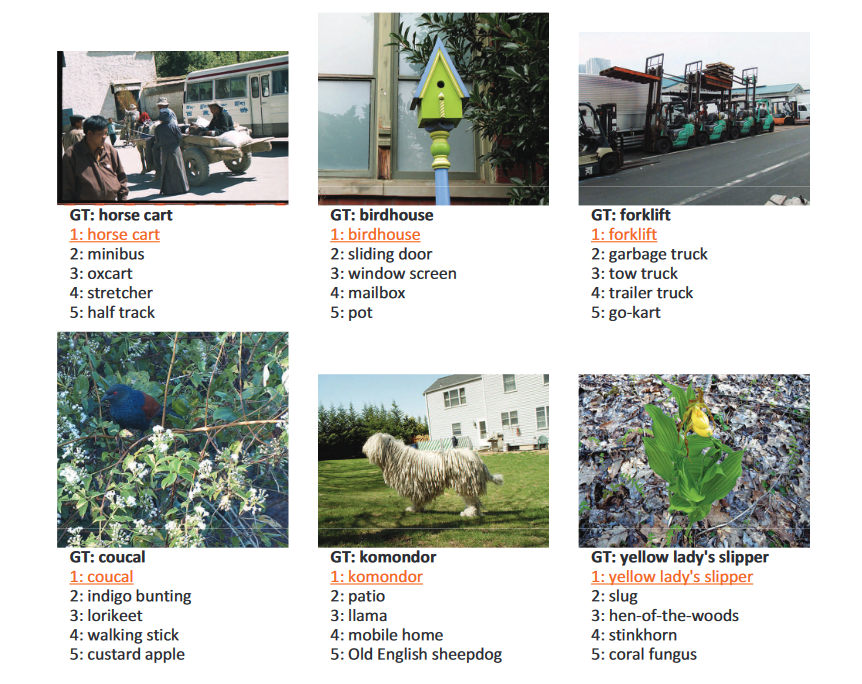 GT: horse cart
1: horse cart
2: minibus
3: oxcart
4: stretcher
5: half track
GT: birdhouse
1: birdhouse
2: sliding door
3: window screen
4: mailbox
5: pot
GT: forklift
1: forklift
2: garbage truck
3: tow truck
4: trailer truck
5: go-kart
GT: coucal
1: coucal
2: indigo bunting
3: lorikeet
4: walking stick
5: custard apple
GT: komondor
1: komondor
2: patio
3: llama
4: mobile home
5: Old English sheepdog
GT: yellow lady's slipper
1: yellow lady's slipper
2: slug
3: hen-of-the-woods
4: stinkhorn
5: coral fungus